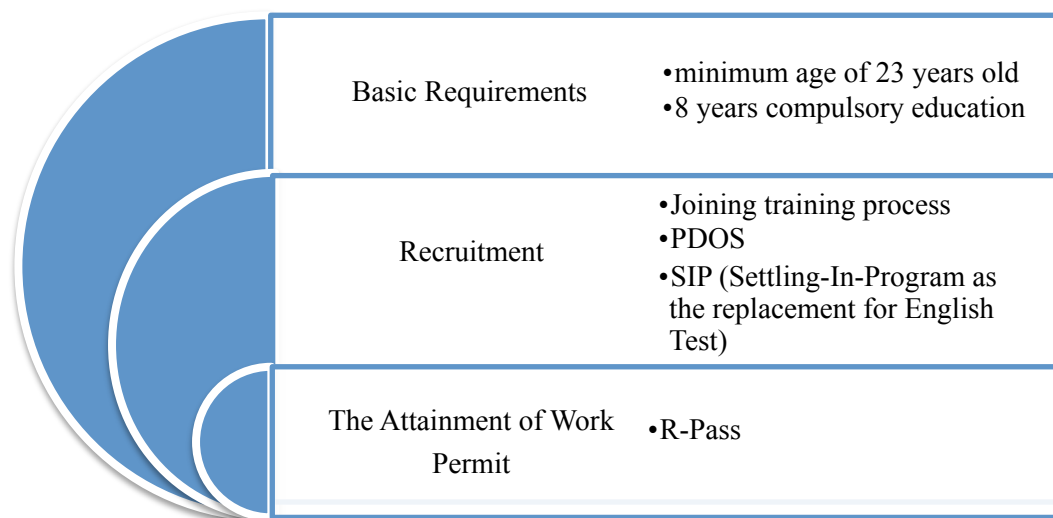 Basic Requirements
•minimum age of 23 years old
•8 years compulsory education
Recruitment
•Joining training process
•PDOS
•SIP (Settling-In-Program as
the replacement for English
Test)
The Attainment of Work
Permit
•R-Pass